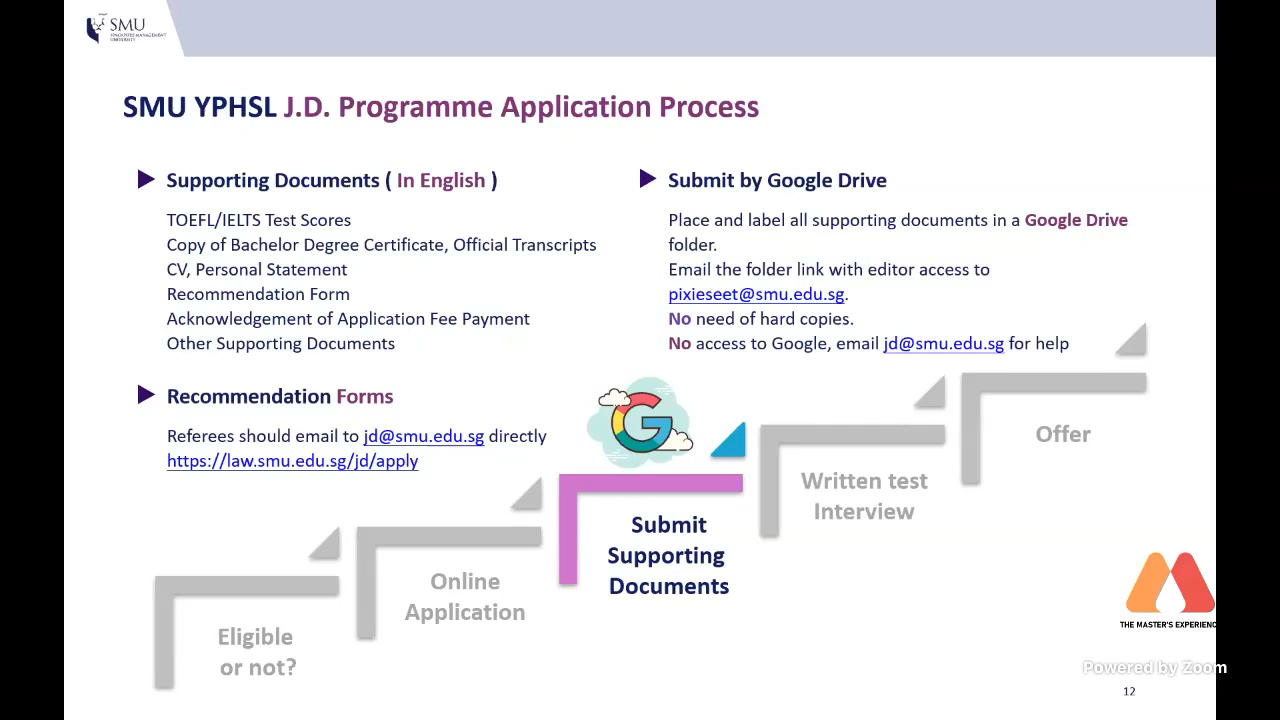 SMU
SINGAPORE MANAGEMENT
UNIVERSITY
SMU YPHSL J.D. Programme Application Process
Supporting Documents ( In English )
TOEFL/IELTS Test Scores
Copy of Bachelor Degree Certificate, Official Transcripts
CV, Personal Statement
Recommendation Form
Acknowledgement of Application Fee Payment
Other Supporting Documents
Recommendation Forms
Referees should email to jd@smu.edu.sg directly
https://law.smu.edu.sg/jd/apply
Submit by Google Drive
Place and label all supporting documents in a Google Drive
folder.
Email the folder link with editor access to
pixieseet@smu.edu.sg.
No need of hard copies.
No access to Google, email jd@smu.edu.sg for help
Eligible
or not?
Online
Application
Submit
Supporting
Documents
Written test
Interview
Offer
THE MASTER'S EXPERIENC
Powered by Zoom
12